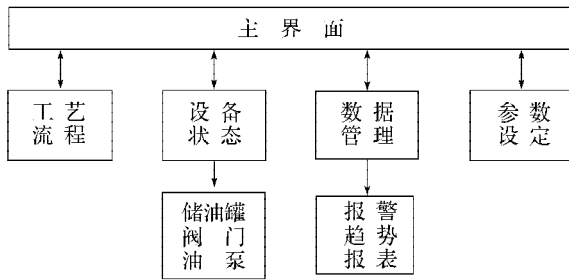 主界面
工艺
流程
设备
状态
数据
管理
参数
设定
储油罐
阀门
油泵
报警
趋势
报表